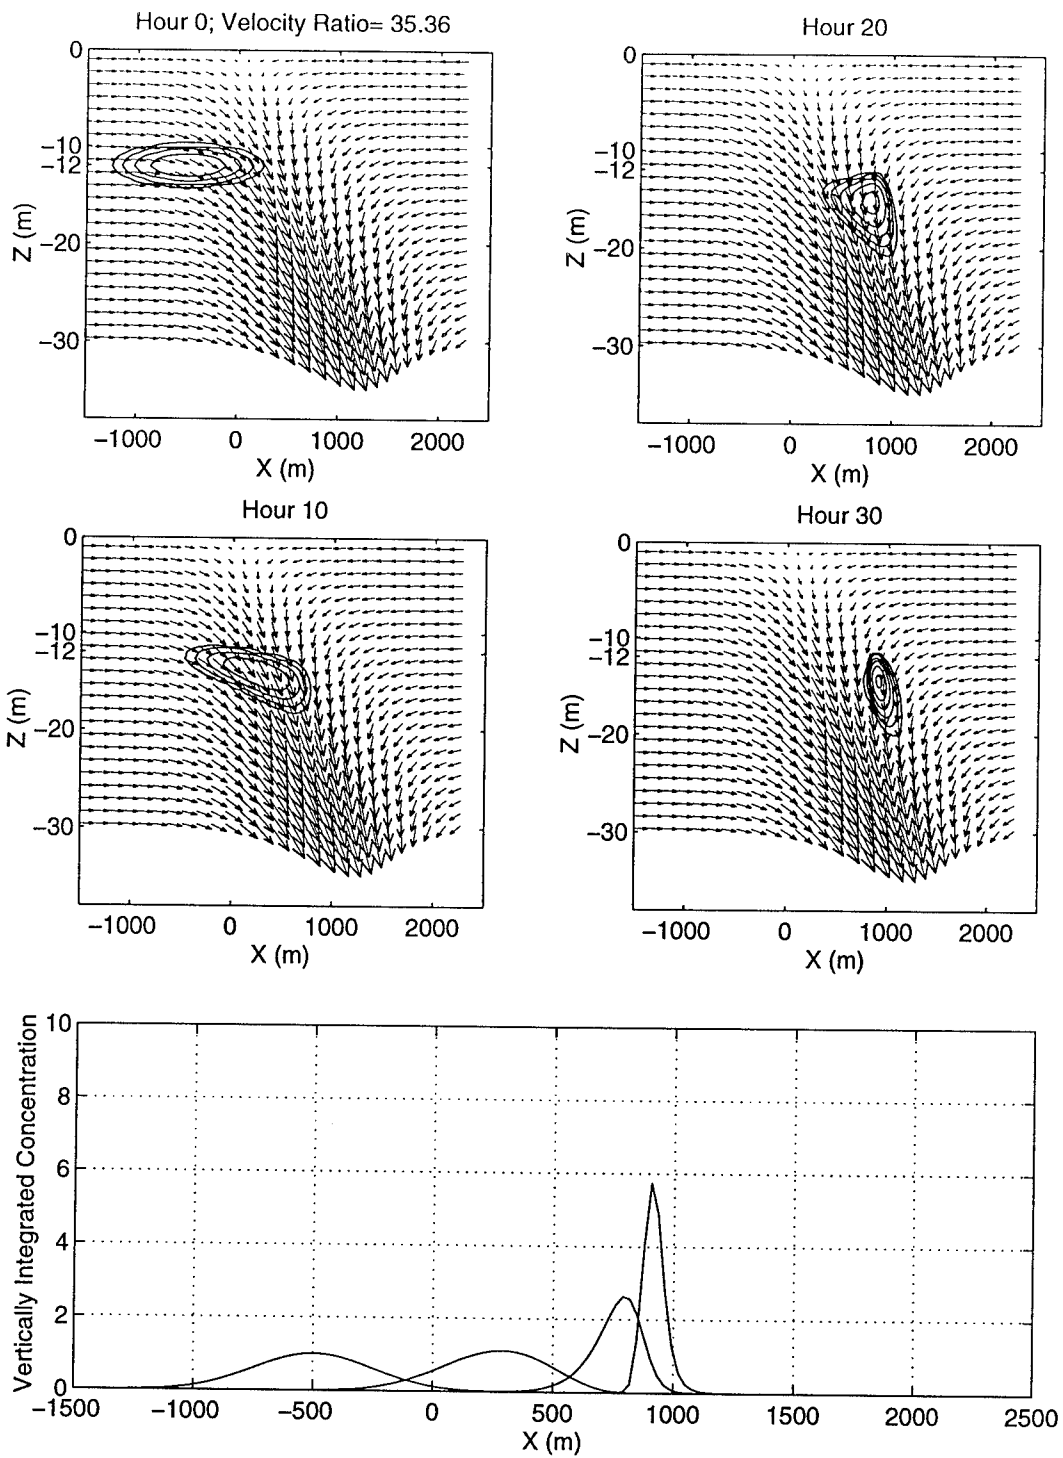 Hour 0; Velocity Ratio= 35.36
0
−10
−12
−20
−30
Z (m)
−1000 0 1000 2000
X (m)
Hour 20
0
−10
−12
−20
−30
Z (m)
−1000 0 1000 2000
X (m)
Hour 10
0
−10
−12
−20
−30
Z (m)
−1000 0 1000 2000
X (m)
Hour 30
0
−10
−12
−20
−30
Z (m)
−1000 0 1000 2000
X (m)
Vertically Integrated Concentration
10
8
6
4
2
0
−1500 −1000 −500 0 500 1000 1500 2000 2500
X (m)